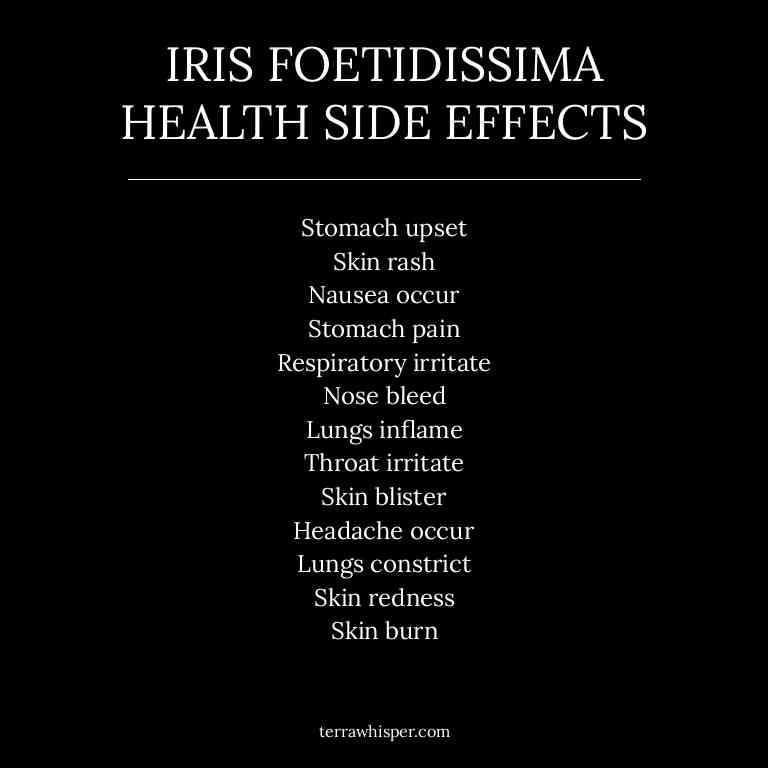 IRIS FOETIDISSIMA
HEALTH SIDE EFFECTS
Stomach upset
Skin rash
Nausea occur
Stomach pain
Respiratory irritate
Nose bleed
Lungs inflame
Throat irritate
Skin blister
Headache occur
Lungs constrict
Skin redness
Skin burn
terrawhisper.com